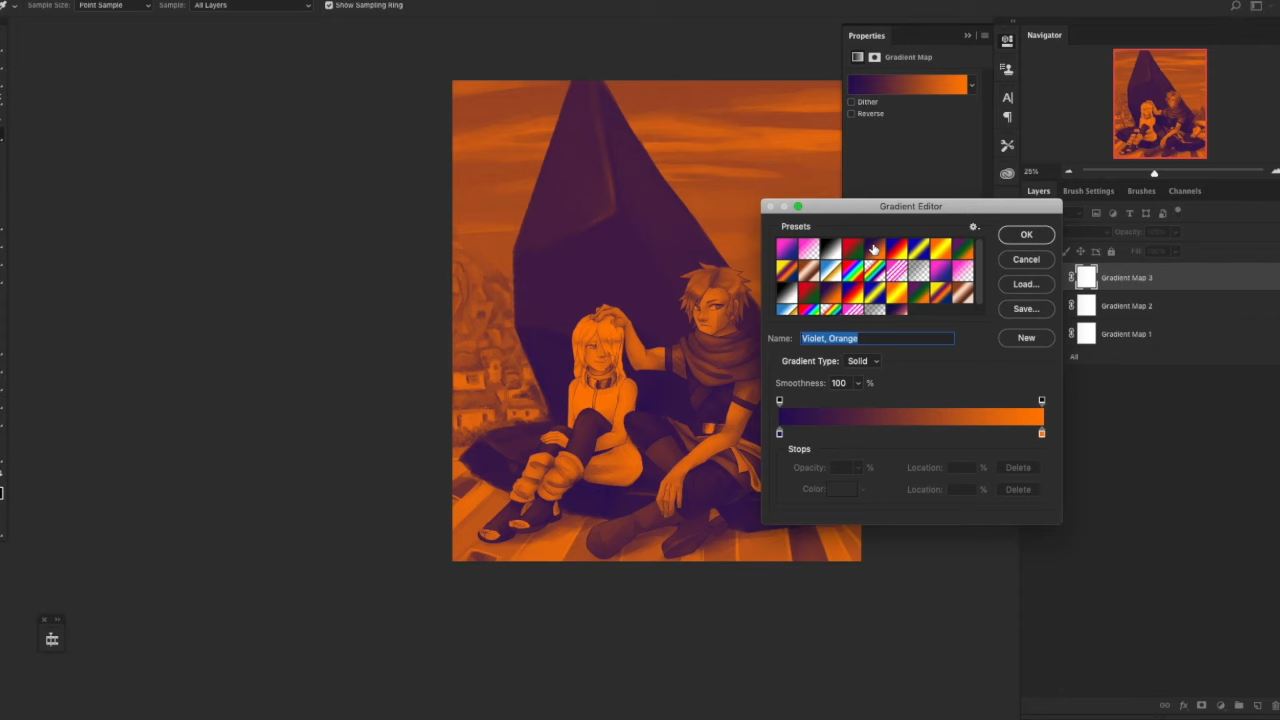 Sample Size: Point Sample Sample: All Layers Show Sampling Ring
Properties
Gradient Map
Dither
Reverse
Navigator
25%
Layers Brush Settings Brushes Channels
Opacity: 100%
Fill: 100%
Gradient Map 3
Gradient Map 2
Gradient Map 1
All
Gradient Editor
Presets
OK
Cancel
Load...
Save...
Name: Violet, Orange
New
Gradient Type: Solid
Smoothness: 100 %
Stops
Opacity: % Location: % Delete
Color: Location: % Delete